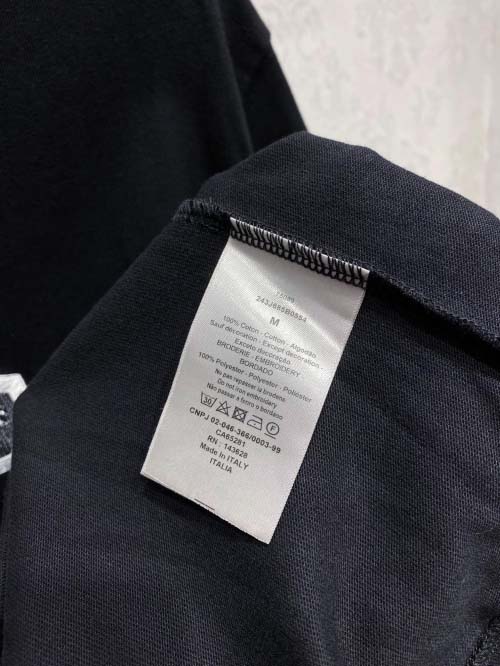 243J685B0554
M
100% Coton - Cotton - Algodão
Sauf décoration - Except decoration -
Exceto decoração
BRODERIE - EMBROIDERY
BORDADO
100% Polyester - Polyester - Poliéster
Ne pas repasser la broderie
Do not iron embroidery
Não passar a ferro o bordado
30
CNPJ 02-046-366/0003-99
CA65281
RN : 143628
Made In ITALY
ITALIA